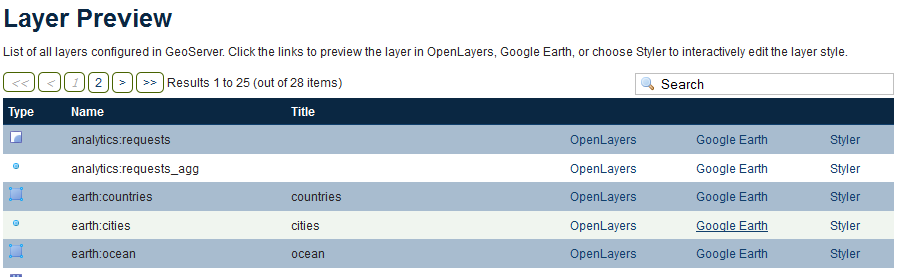 Layer Preview
List of all layers configured in GeoServer. Click the links to preview the layer in OpenLayers, Google Earth, or choose Styler to interactively edit the layer style.
<< < 1 2 > >> Results 1 to 25 (out of 28 items) Search
Type Name Title
analytics:requests OpenLayers Google Earth Styler
analytics:requests_agg OpenLayers Google Earth Styler
earth:countries countries OpenLayers Google Earth Styler
earth:cities cities OpenLayers Google Earth Styler
earth:ocean ocean OpenLayers Google Earth Styler